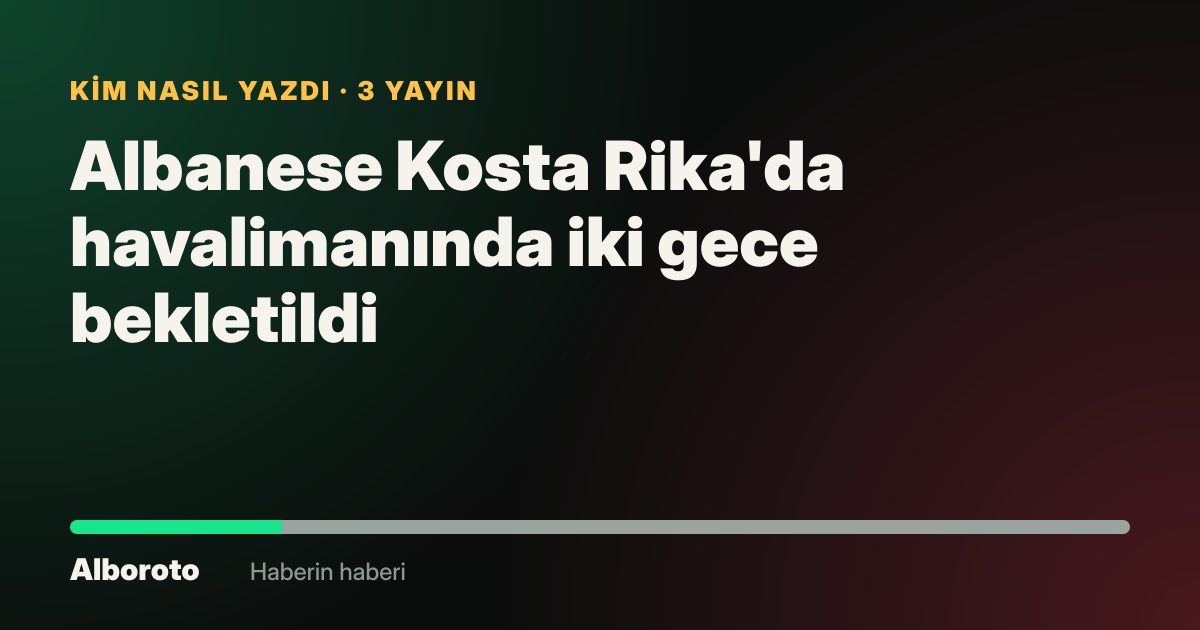 KİM NASIL YAZDI · 3 YAYIN
Albanese Kosta Rika'da
havalimanında iki gece
bekletildi
Alboroto
Haberin haberi